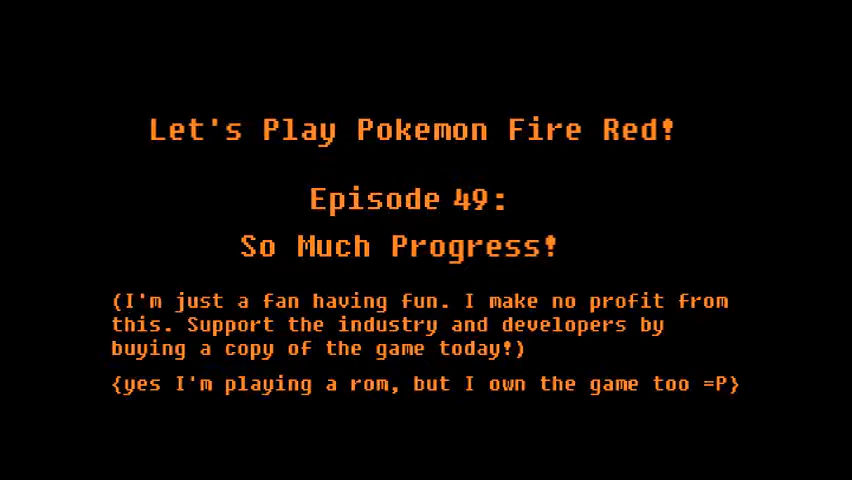 Let's Play Pokemon Fire Red!
Episode 49:
So Much Progress!
(I'm just a fan having fun. I make no profit from
this. Support the industry and developers by
buying a copy of the game today!)
{yes I'm playing a rom, but I own the game too =P}